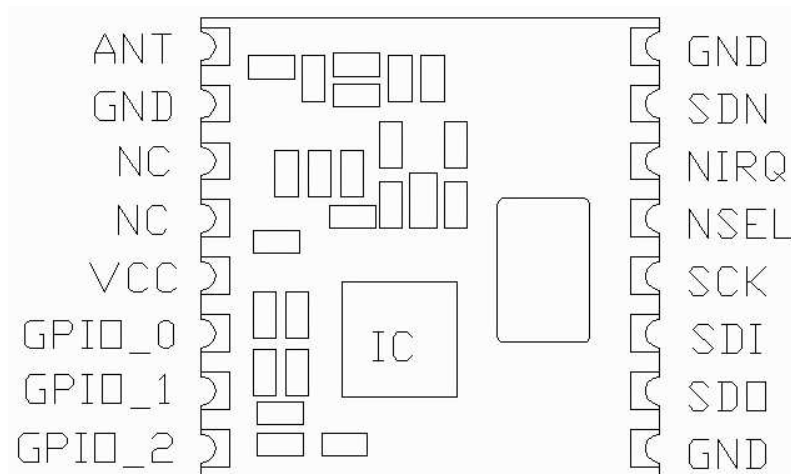 ANT GND
GND SDN
NC NIRQ
NC NSEL
VCC SCK
GPIO_0 IC SDI
GPIO_1 SDO
GPIO_2 GND